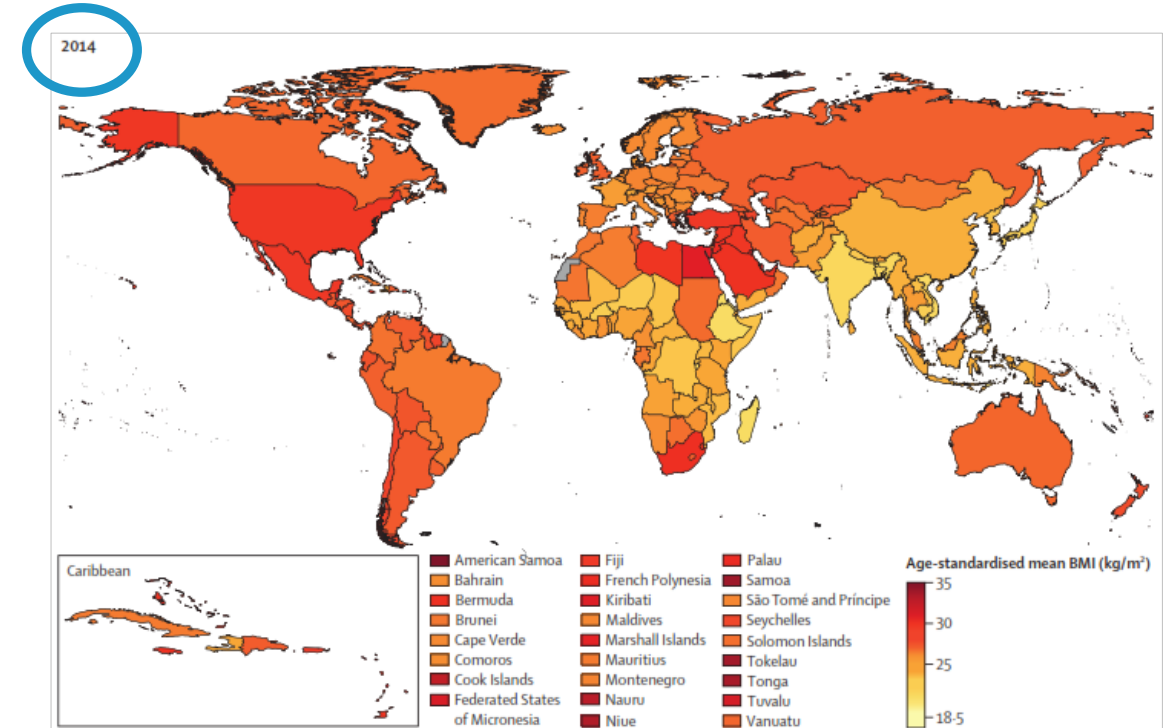 2014
Caribbean
American Samoa
Bahrain
Bermuda
Brunei
Cape Verde
Comoros
Cook Islands
Federated States
of Micronesia
Fiji
French Polynesia
Kiribati
Maldives
Marshall Islands
Mauritius
Montenegro
Nauru
Niue
Palau
Samoa
São Tomé and Príncipe
Seychelles
Solomon Islands
Tokelau
Tonga
Tuvalu
Vanuatu
Age-standardised mean BMI (kg/m²)
35
30
25
18·5